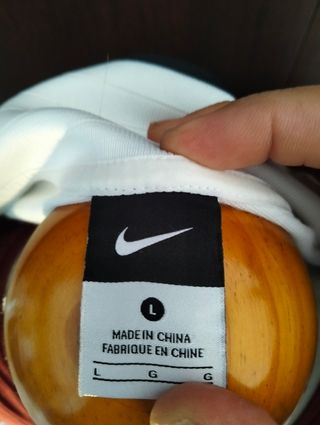 L
MADE IN CHINA
FABRIQUE EN CHINE
L G G